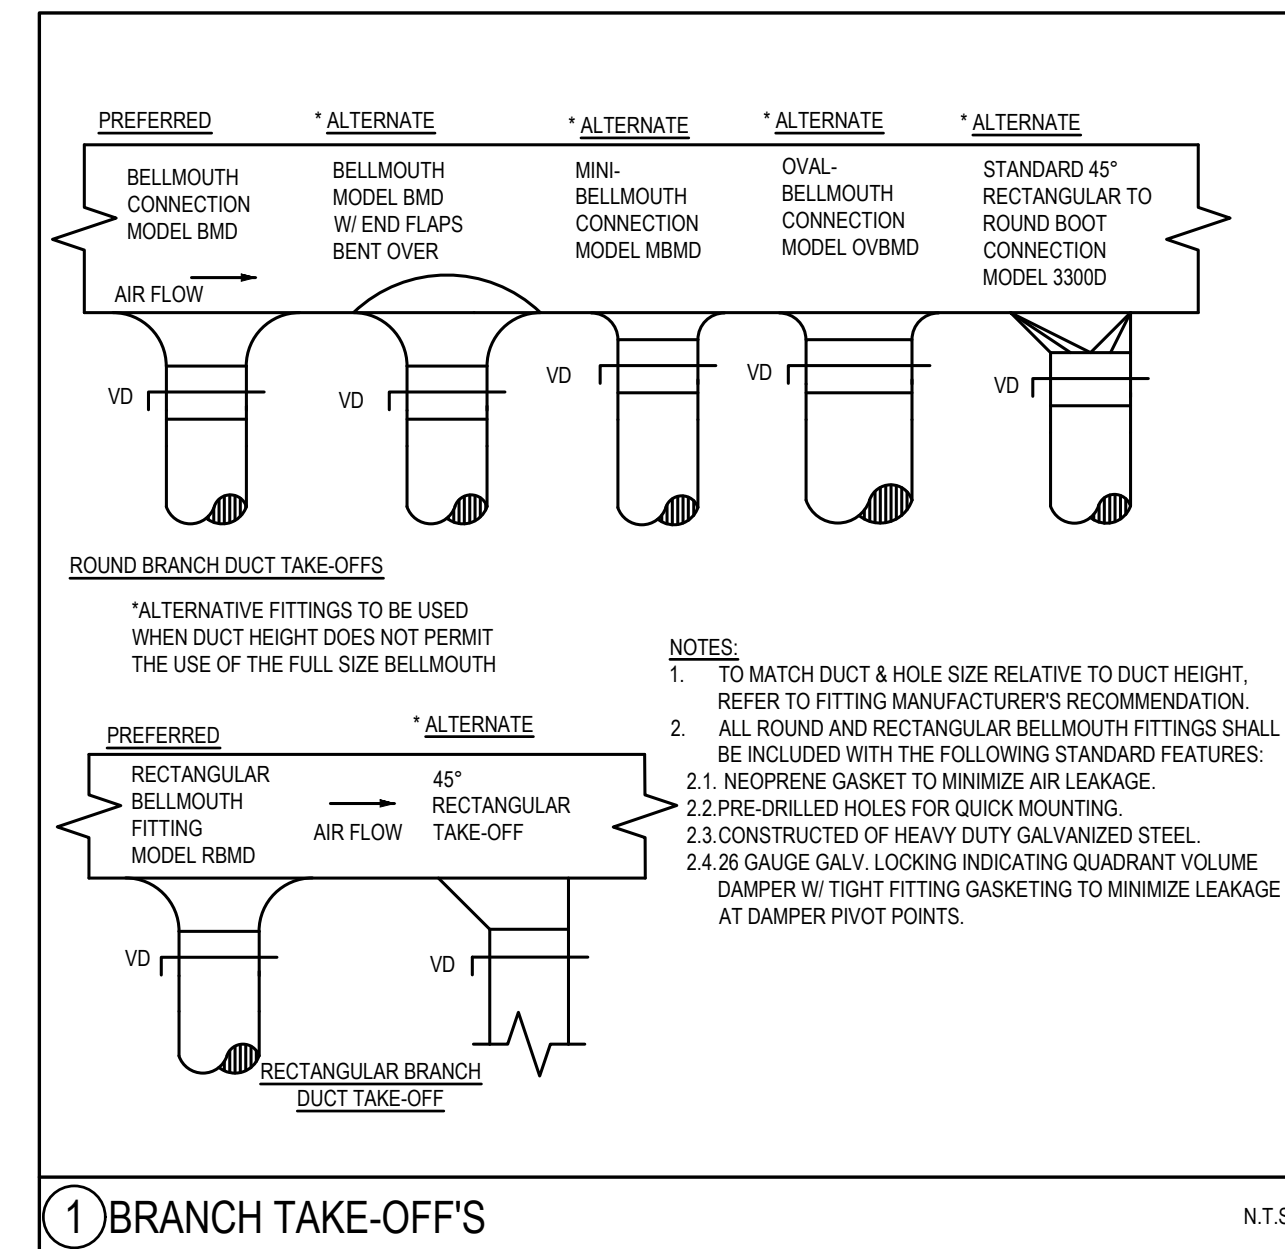 PREFERRED
* ALTERNATE
* ALTERNATE
* ALTERNATE
* ALTERNATE
BELLMOUTH
CONNECTION
MODEL BMD
BELLMOUTH
MODEL BMD
W/ END FLAPS
BENT OVER
MINI-
BELLMOUTH
CONNECTION
MODEL MBMD
OVAL-
BELLMOUTH
CONNECTION
MODEL OVBMD
STANDARD 45°
RECTANGULAR TO
ROUND BOOT
CONNECTION
MODEL 3300D
AIR FLOW
VD
VD
VD
VD
VD
ROUND BRANCH DUCT TAKE-OFFS
*ALTERNATIVE FITTINGS TO BE USED
WHEN DUCT HEIGHT DOES NOT PERMIT
THE USE OF THE FULL SIZE BELLMOUTH
PREFERRED
* ALTERNATE
RECTANGULAR
BELLMOUTH
FITTING
MODEL RBMD
AIR FLOW
45°
RECTANGULAR
TAKE-OFF
VD
VD
RECTANGULAR BRANCH
DUCT TAKE-OFF
NOTES:
1. TO MATCH DUCT & HOLE SIZE RELATIVE TO DUCT HEIGHT,
REFER TO FITTING MANUFACTURER'S RECOMMENDATION.
2. ALL ROUND AND RECTANGULAR BELLMOUTH FITTINGS SHALL
BE INCLUDED WITH THE FOLLOWING STANDARD FEATURES:
2.1. NEOPRENE GASKET TO MINIMIZE AIR LEAKAGE.
2.2.PRE-DRILLED HOLES FOR QUICK MOUNTING.
2.3.CONSTRUCTED OF HEAVY DUTY GALVANIZED STEEL.
2.4.26 GAUGE GALV. LOCKING INDICATING QUADRANT VOLUME
DAMPER W/ TIGHT FITTING GASKETING TO MINIMIZE LEAKAGE
AT DAMPER PIVOT POINTS.
1 BRANCH TAKE-OFF'S
N.T.S